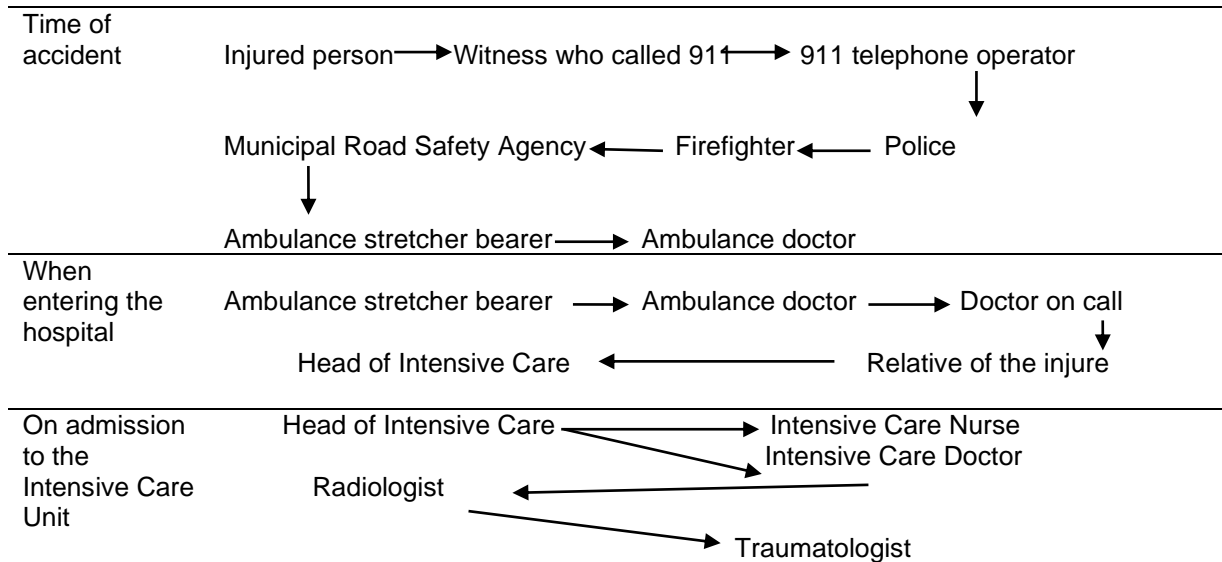 Time of
accident
Injured person Witness who called 911 911 telephone operator
Municipal Road Safety Agency Firefighter Police
Ambulance stretcher bearer Ambulance doctor
When
entering the
hospital
Ambulance stretcher bearer Ambulance doctor Doctor on call
Head of Intensive Care Relative of the injure
On admission
to the
Intensive Care
Unit
Head of Intensive Care Intensive Care Nurse
Intensive Care Doctor
Radiologist
Traumatologist